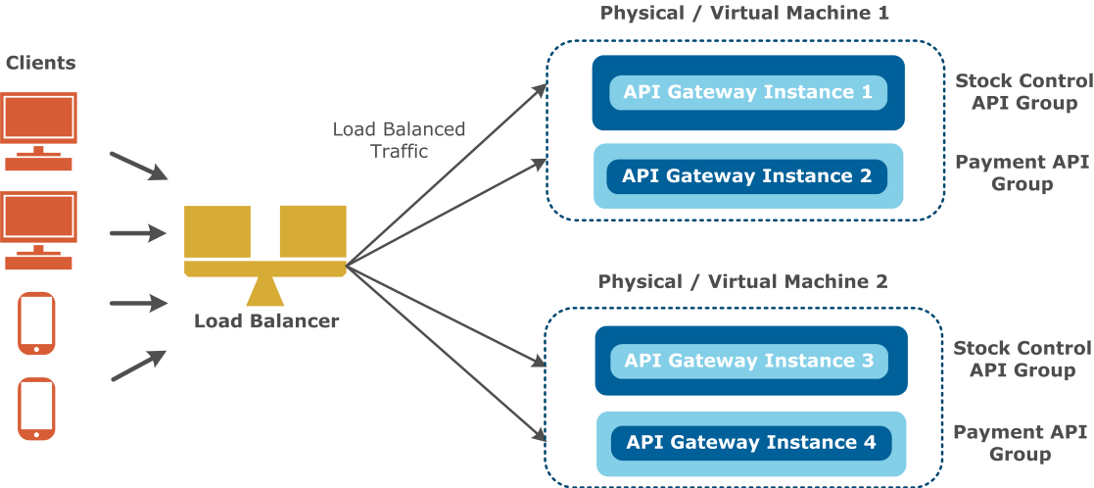 Physical / Virtual Machine 1
Clients
API Gateway Instance 1
Stock Control
API Group
Load Balanced
Traffic
API Gateway Instance 2
Payment API
Group
Load Balancer
Physical / Virtual Machine 2
API Gateway Instance 3
Stock Control
API Group
API Gateway Instance 4
Payment API
Group